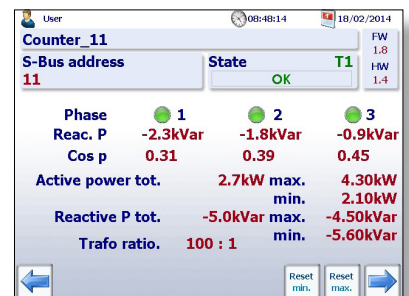 User 08:48:14 18/02/2014
Counter_11 FW
1.8
S-Bus address State T1 HW
11 OK 1.4
Phase 1 2 3
Reac. P -2.3kVar -1.8kVar -0.9kVar
Cos p 0.31 0.39 0.45
Active power tot. 2.7kW max. 4.30kW
min. 2.10kW
Reactive P tot. -5.0kVar max. -4.50kVar
min. -5.60kVar
Trafo ratio. 100 : 1
Reset Reset
min. max.